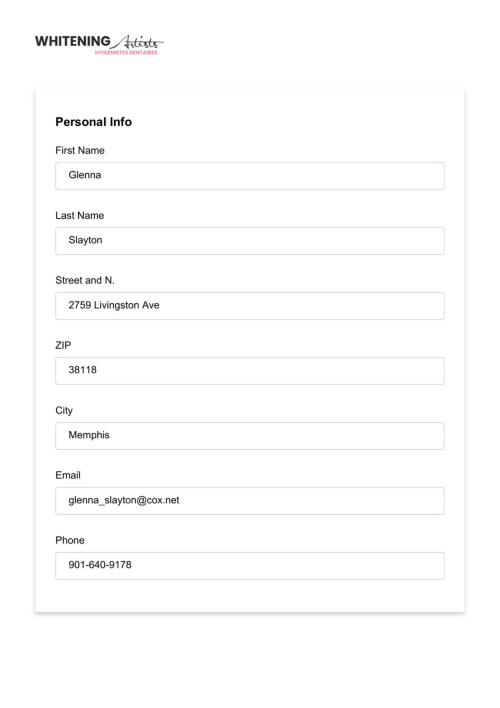 WHITENING Artists
HYGIÉNISTES DENTAIRES
Personal Info
First Name
Glenna
Last Name
Slayton
Street and N.
2759 Livingston Ave
ZIP
38118
City
Memphis
Email
glenna_slayton@cox.net
Phone
901-640-9178